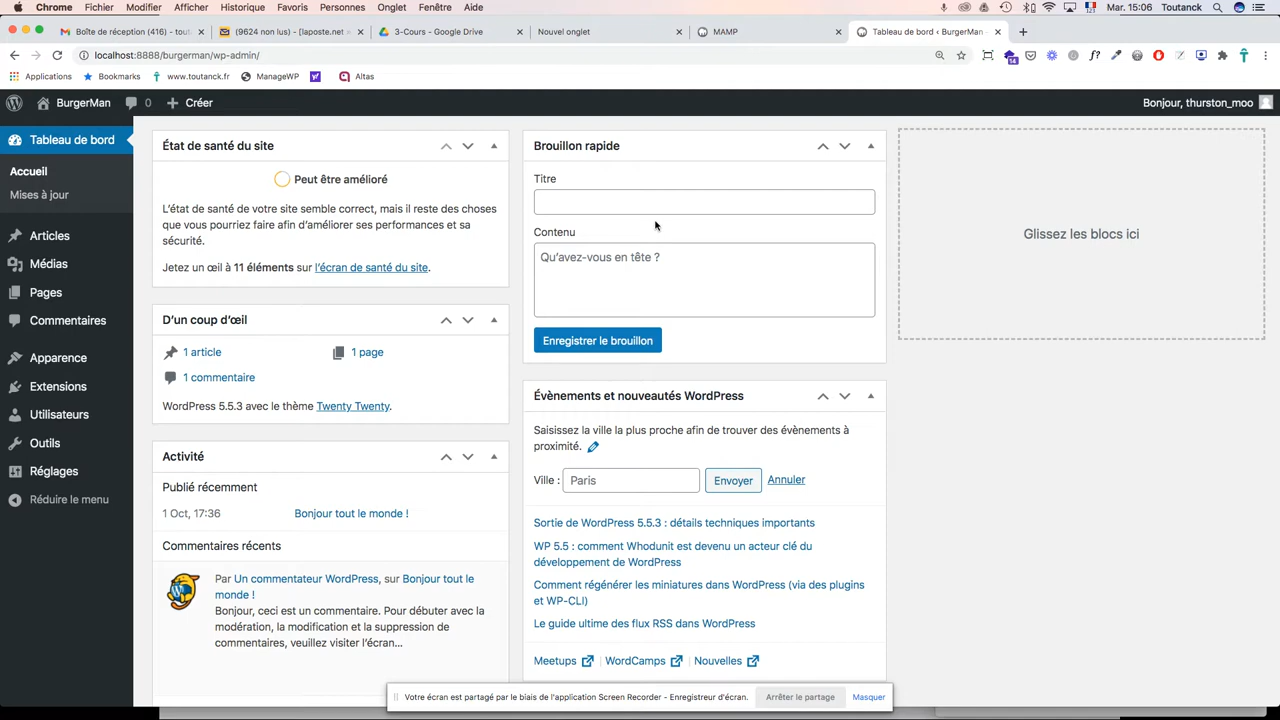 Chrome Fichier Modifier Afficher Historique Favoris Personnes Onglet Fenêtre Aide Mar. 15:06 Toutanck
Boîte de réception (416) - tout: (9624 non lus) - [laposte.net 3-Cours - Google Drive Nouvel onglet MAMP Tableau de bord ‹ BurgerMan
localhost:8888/burgerman/wp-admin/
14
Applications Bookmarks www.toutanck.fr ManageWP Altas
BurgerMan 0 Créer Bonjour, thurston_moo
Tableau de bord
Accueil
Mises à jour
Articles
Médias
Pages
Commentaires
Apparence
Extensions
Utilisateurs
Outils
Réglages
Réduire le menu
État de santé du site
Peut être amélioré
L'état de santé de votre site semble correct, mais il reste des choses
que vous pourriez faire afin d'améliorer ses performances et sa
sécurité.
Jetez un œil à 11 éléments sur l'écran de santé du site.
D'un coup d'œil
1 article 1 page
1 commentaire
WordPress 5.5.3 avec le thème Twenty Twenty.
Activité
Publié récemment
1 Oct, 17:36 Bonjour tout le monde !
Commentaires récents
Par Un commentateur WordPress, sur Bonjour tout le
monde !
Bonjour, ceci est un commentaire. Pour débuter avec la
modération, la modification et la suppression de
commentaires, veuillez visiter l'écran…
Brouillon rapide
Titre
Contenu
Qu'avez-vous en tête ?
Enregistrer le brouillon
Évènements et nouveautés WordPress
Saisissez la ville la plus proche afin de trouver des évènements à
proximité.
Ville : Paris Envoyer Annuler
Sortie de WordPress 5.5.3 : détails techniques importants
WP 5.5 : comment Whodunit est devenu un acteur clé du
développement de WordPress
Comment régénérer les miniatures dans WordPress (via des plugins
et WP-CLI)
Le guide ultime des flux RSS dans WordPress
Meetups | WordCamps | Nouvelles
Glissez les blocs ici
Votre écran est partagé par le biais de l'application Screen Recorder - Enregistreur d'écran. Arrêter le partage Masquer